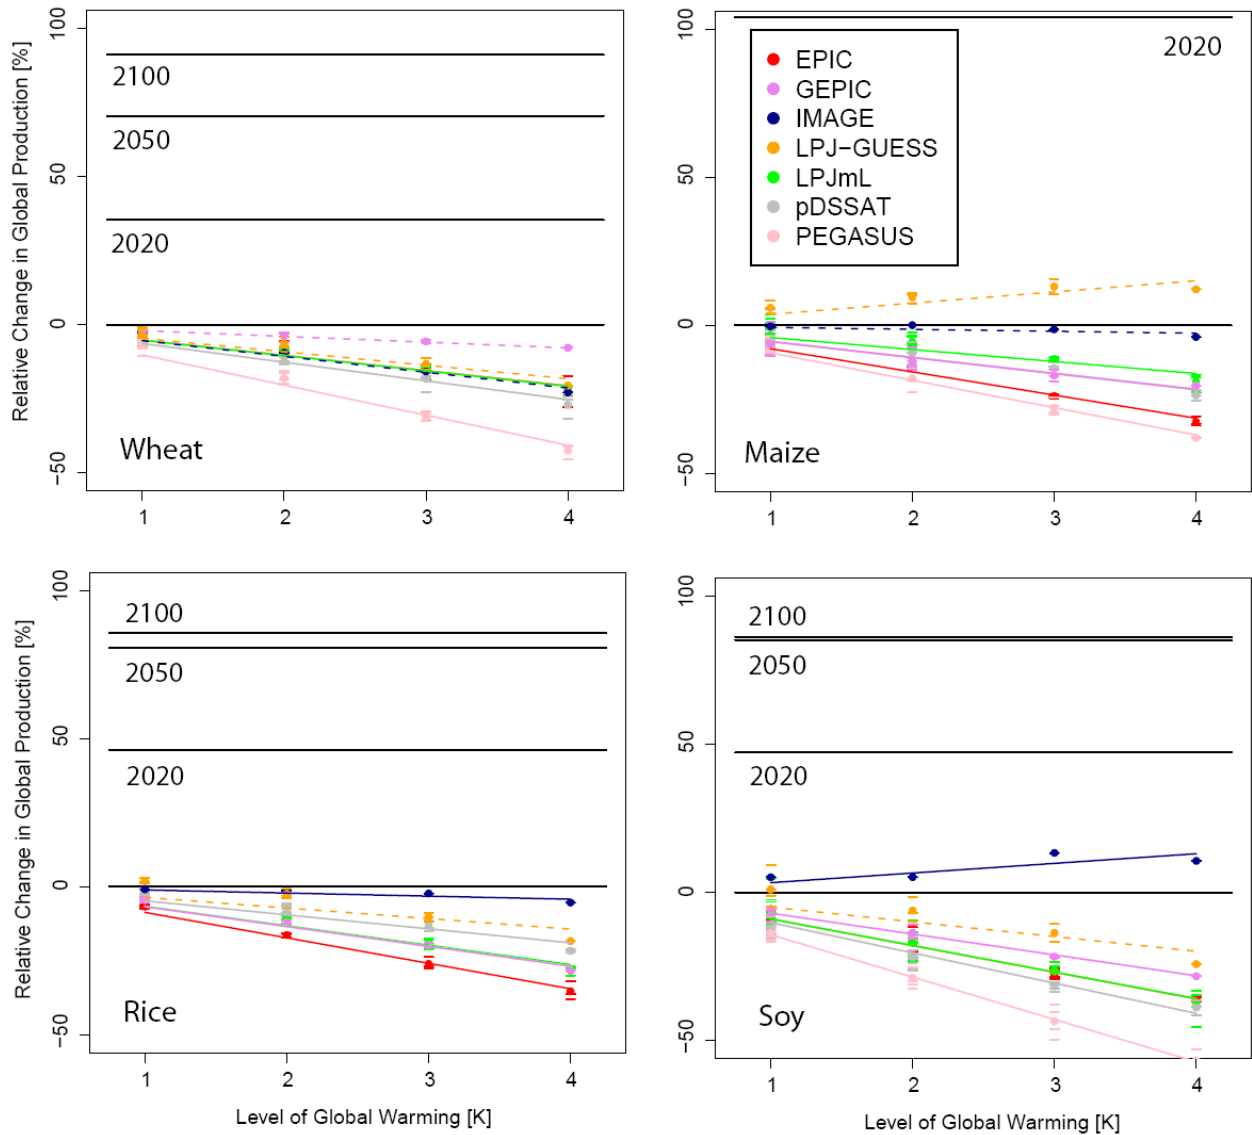 Relative Change in Global Production [%]
100
50
0
−50
2100
2050
2020
Wheat
1 2 3 4
100
50
0
−50
2020
EPIC
GEPIC
IMAGE
LPJ−GUESS
LPJmL
pDSSAT
PEGASUS
Maize
1 2 3 4
Relative Change in Global Production [%]
100
50
0
−50
2100
2050
2020
Rice
1 2 3 4
Level of Global Warming [K]
100
50
0
−50
2100
2050
2020
Soy
1 2 3 4
Level of Global Warming [K]